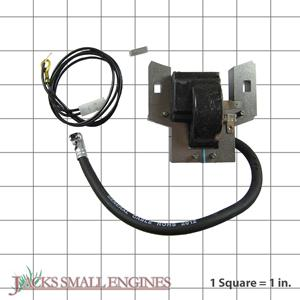 JACKS SMALL ENGINES
1 Square = 1 in.